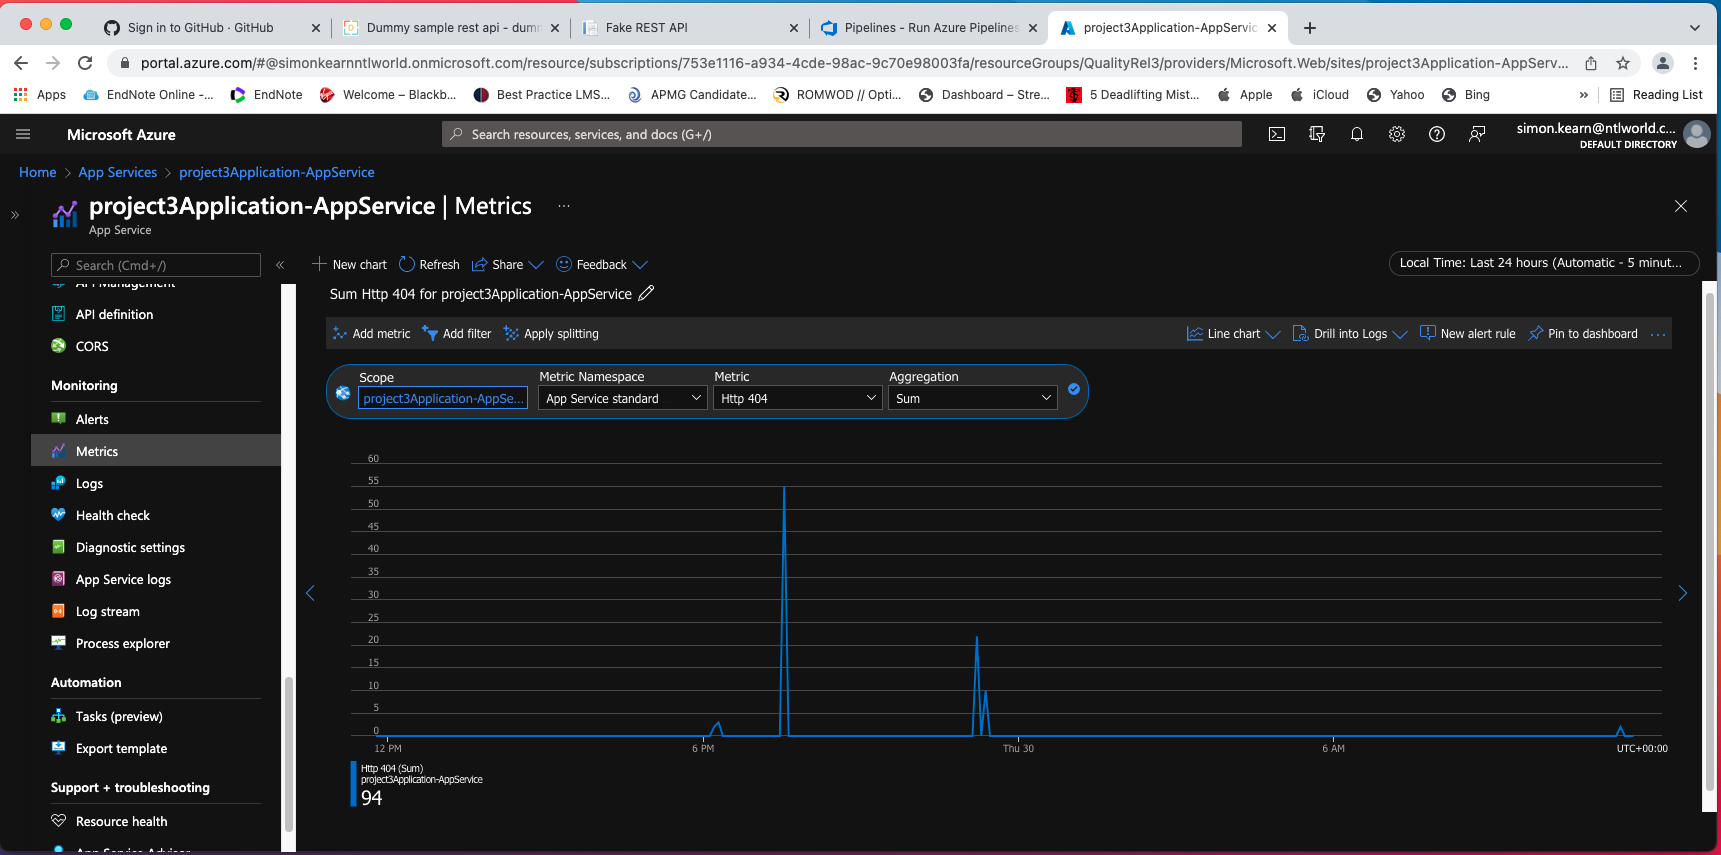 Sign in to GitHub · GitHub
Dummy sample rest api - dumm
Fake REST API
Pipelines - Run Azure Pipelines
project3Application-AppServic
portal.azure.com/#@simonkearnntlworld.onmicrosoft.com/resource/subscriptions/753e1116-a934-4cde-98ac-9c70e98003fa/resourceGroups/QualityRel3/providers/Microsoft.Web/sites/project3Application-AppServ...
Apps
EndNote Online -...
EndNote
Welcome – Blackb...
Best Practice LMS...
APMG Candidate...
ROMWOD // Opti...
Dashboard – Stre...
5 Deadlifting Mist...
Apple
iCloud
Yahoo
Bing
»
Reading List
Microsoft Azure
Search resources, services, and docs (G+/)
simon.kearn@ntlworld.c...
DEFAULT DIRECTORY
Home > App Services > project3Application-AppService
project3Application-AppService | Metrics ...
App Service
Search (Cmd+/)
«
New chart
Refresh
Share
Feedback
Local Time: Last 24 hours (Automatic - 5 minut...
API Management
API definition
CORS
Monitoring
Alerts
Metrics
Logs
Health check
Diagnostic settings
App Service logs
Log stream
Process explorer
Automation
Tasks (preview)
Export template
Support + troubleshooting
Resource health
App Service Advisor
Sum Http 404 for project3Application-AppService
Add metric
Add filter
Apply splitting
Line chart
Drill into Logs
New alert rule
Pin to dashboard
...
Scope
project3Application-AppSe...
Metric Namespace
App Service standard
Metric
Http 404
Aggregation
Sum
60
55
50
45
40
35
30
25
20
15
10
5
0
12 PM
6 PM
Thu 30
6 AM
UTC+00:00
Http 404 (Sum)
project3Application-AppService
94